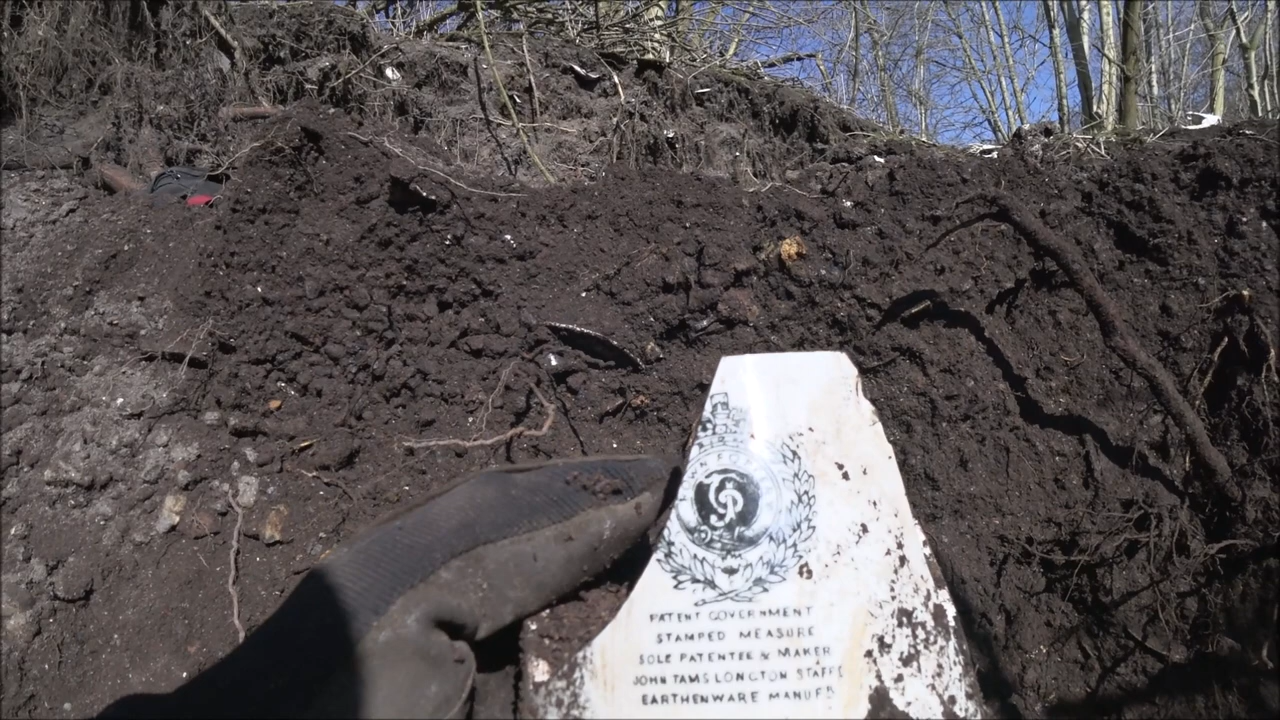 PATENT GOVERNMENT
STAMPED MEASURE
SOLE PATENTEE & MAKER
JOHN TAMS LONGTON STAFF
EARTHENWARE MANUF